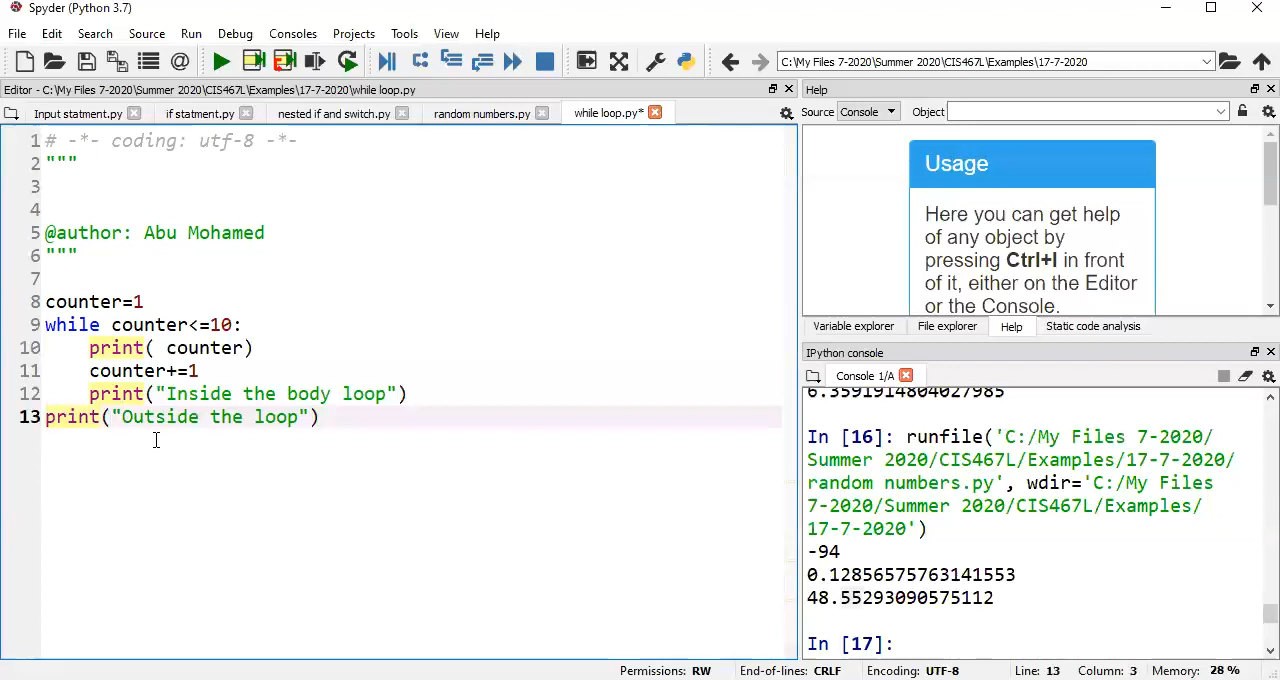 Spyder (Python 3.7)
File Edit Search Source Run Debug Consoles Projects Tools View Help
C:\My Files 7-2020\Summer 2020\CIS467L\Examples\17-7-2020
Editor - C:\My Files 7-2020\Summer 2020\CIS467L\Examples\17-7-2020\while loop.py
Input statment.py if statment.py nested if and switch.py random numbers.py while loop.py*
1 # -*- coding: utf-8 -*-
2 """
3
4
5 @author: Abu Mohamed
6 """
7
8 counter=1
9 while counter<=10:
10 print( counter)
11 counter+=1
12 print("Inside the body loop")
13 print("Outside the loop")
Help
Source Console Object
Usage
Here you can get help
of any object by
pressing Ctrl+I in front
of it, either on the Editor
or the Console.
Variable explorer File explorer Help Static code analysis
IPython console
Console 1/A
6.3591914804027985
In [16]: runfile('C:/My Files 7-2020/
Summer 2020/CIS467L/Examples/17-7-2020/
random numbers.py', wdir='C:/My Files
7-2020/Summer 2020/CIS467L/Examples/
17-7-2020')
-94
0.12856575763141553
48.55293090575112
In [17]:
Permissions: RW End-of-lines: CRLF Encoding: UTF-8 Line: 13 Column: 3 Memory: 28 %